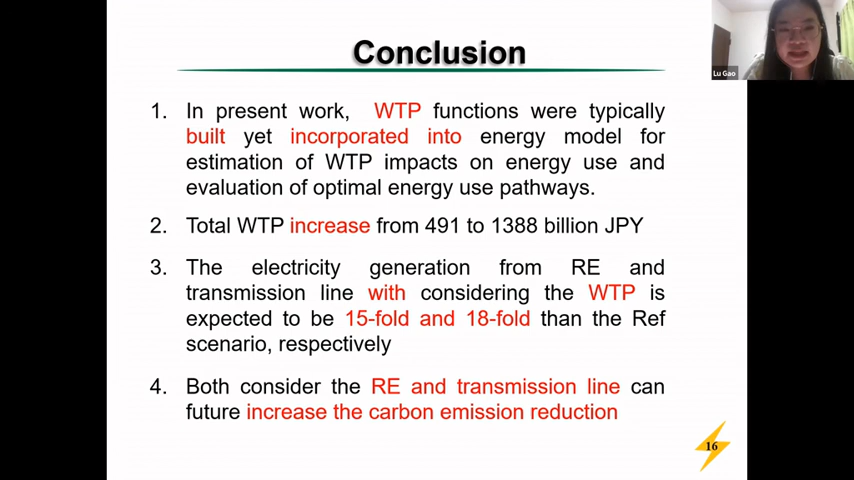 Conclusion
Lu Gao
1. In present work, WTP functions were typically
built yet incorporated into energy model for
estimation of WTP impacts on energy use and
evaluation of optimal energy use pathways.
2. Total WTP increase from 491 to 1388 billion JPY
3. The electricity generation from RE and
transmission line with considering the WTP is
expected to be 15-fold and 18-fold than the Ref
scenario, respectively
4. Both consider the RE and transmission line can
future increase the carbon emission reduction
16